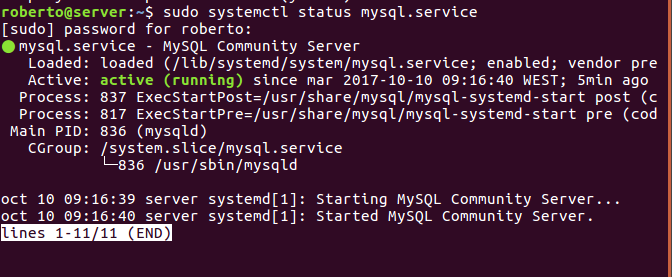 roberto@server:~$ sudo systemctl status mysql.service
[sudo] password for roberto:
● mysql.service - MySQL Community Server
   Loaded: loaded (/lib/systemd/system/mysql.service; enabled; vendor pre
   Active: active (running) since mar 2017-10-10 09:16:40 WEST; 5min ago
  Process: 837 ExecStartPost=/usr/share/mysql/mysql-systemd-start post (c
  Process: 817 ExecStartPre=/usr/share/mysql/mysql-systemd-start pre (cod
 Main PID: 836 (mysqld)
   CGroup: /system.slice/mysql.service
           └─836 /usr/sbin/mysqld
oct 10 09:16:39 server systemd[1]: Starting MySQL Community Server...
oct 10 09:16:40 server systemd[1]: Started MySQL Community Server.
lines 1-11/11 (END)